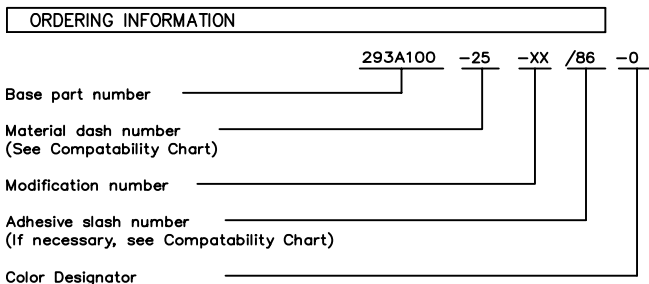 ORDERING INFORMATION
293A100 -25 -XX /86 -0
Base part number
Material dash number
(See Compatability Chart)
Modification number
Adhesive slash number
(If necessary, see Compatability Chart)
Color Designator